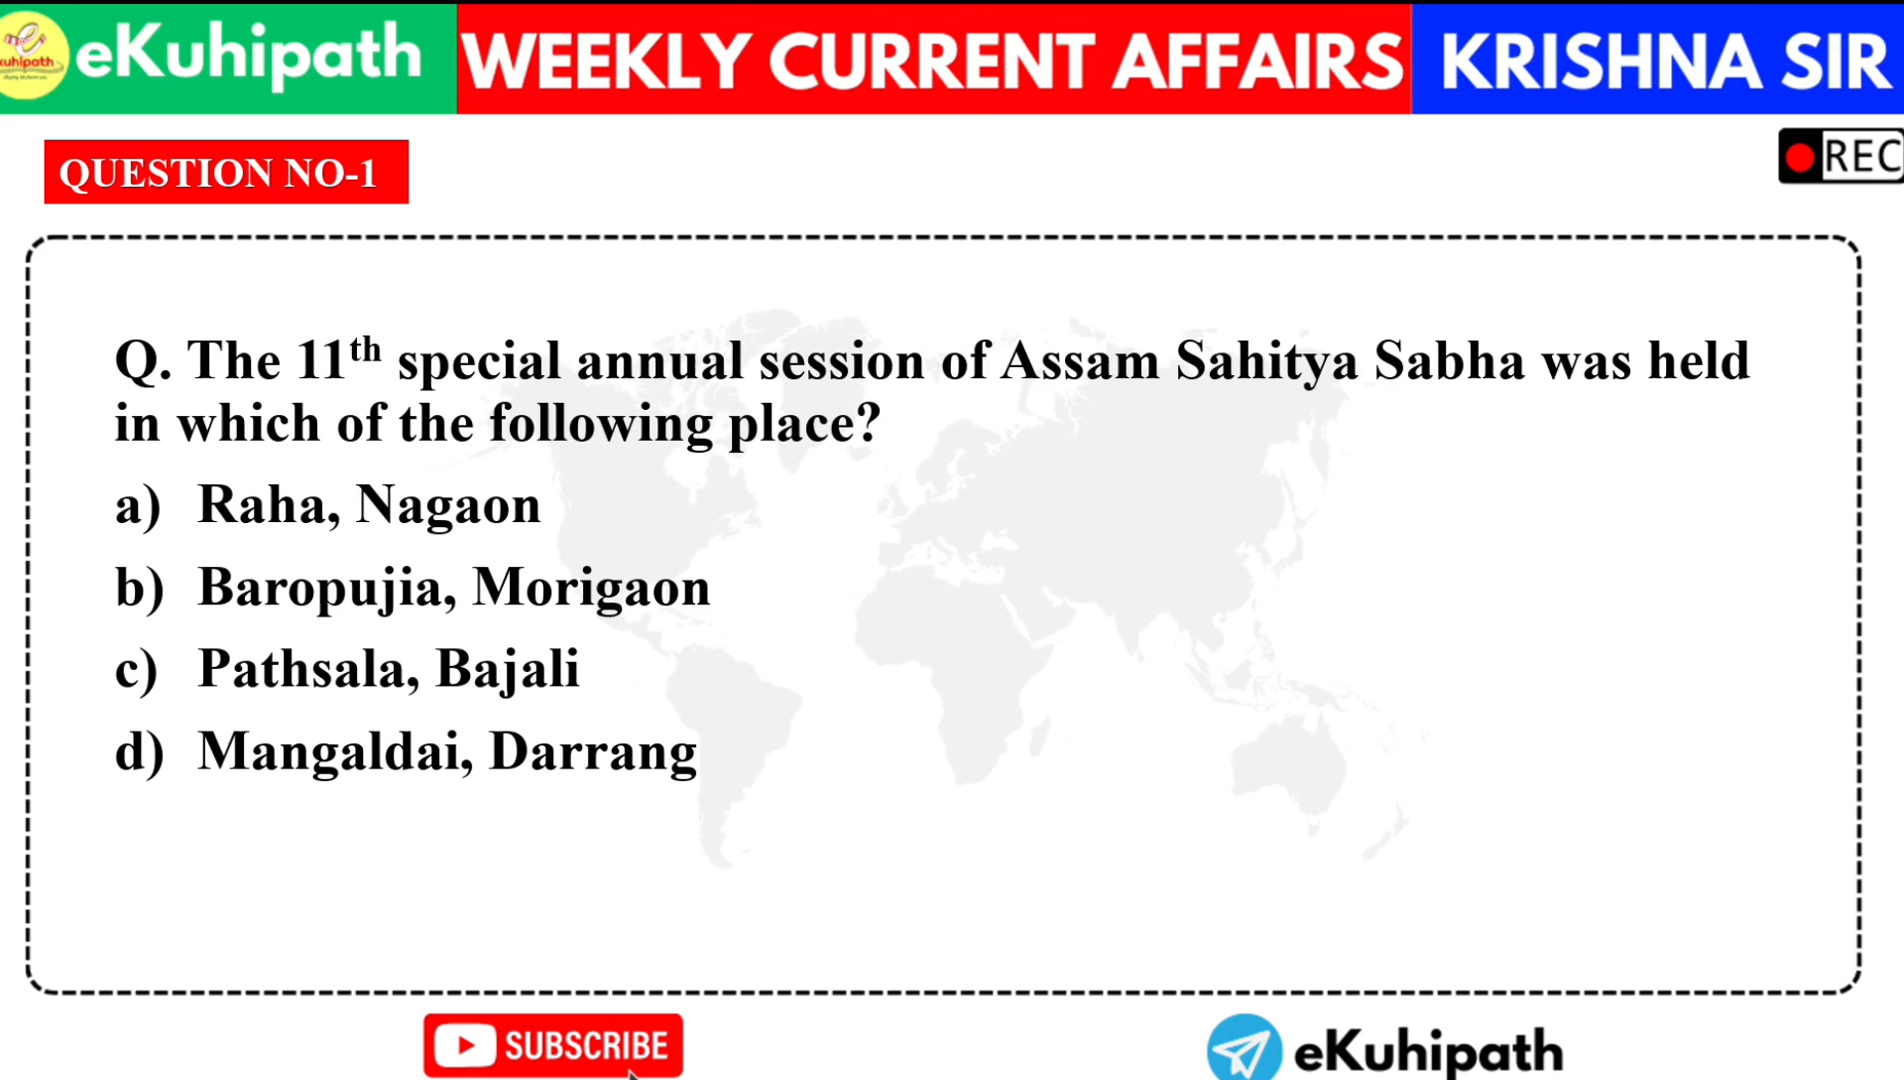 eKuhipath WEEKLY CURRENT AFFAIRS KRISHNA SIR
uhipath
QUESTION NO-1
REC
Q. The 11th special annual session of Assam Sahitya Sabha was held
in which of the following place?
a) Raha, Nagaon
b) Baropujia, Morigaon
c) Pathsala, Bajali
d) Mangaldai, Darrang
SUBSCRIBE
eKuhipath